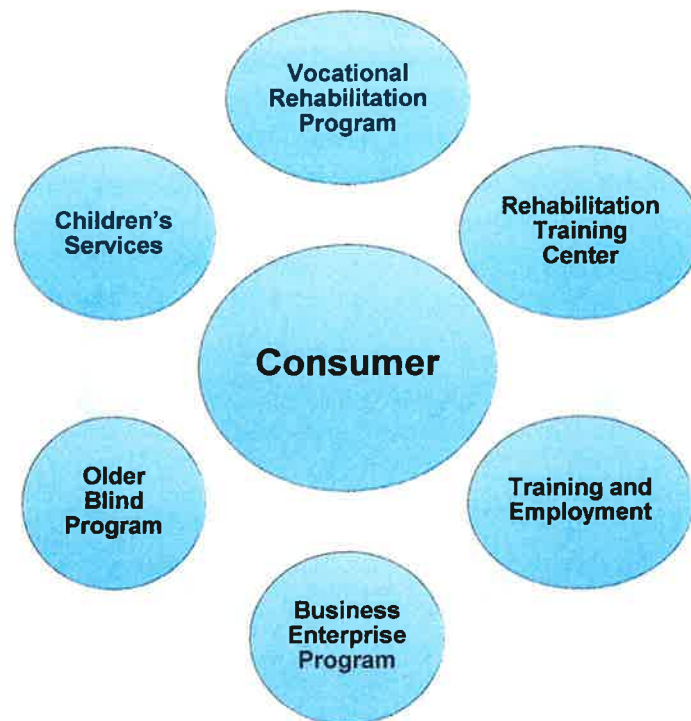 Vocational
Rehabilitation
Program
Children's
Services
Rehabilitation
Training
Center
Consumer
Older
Blind
Program
Training and
Employment
Business
Enterprise
Program